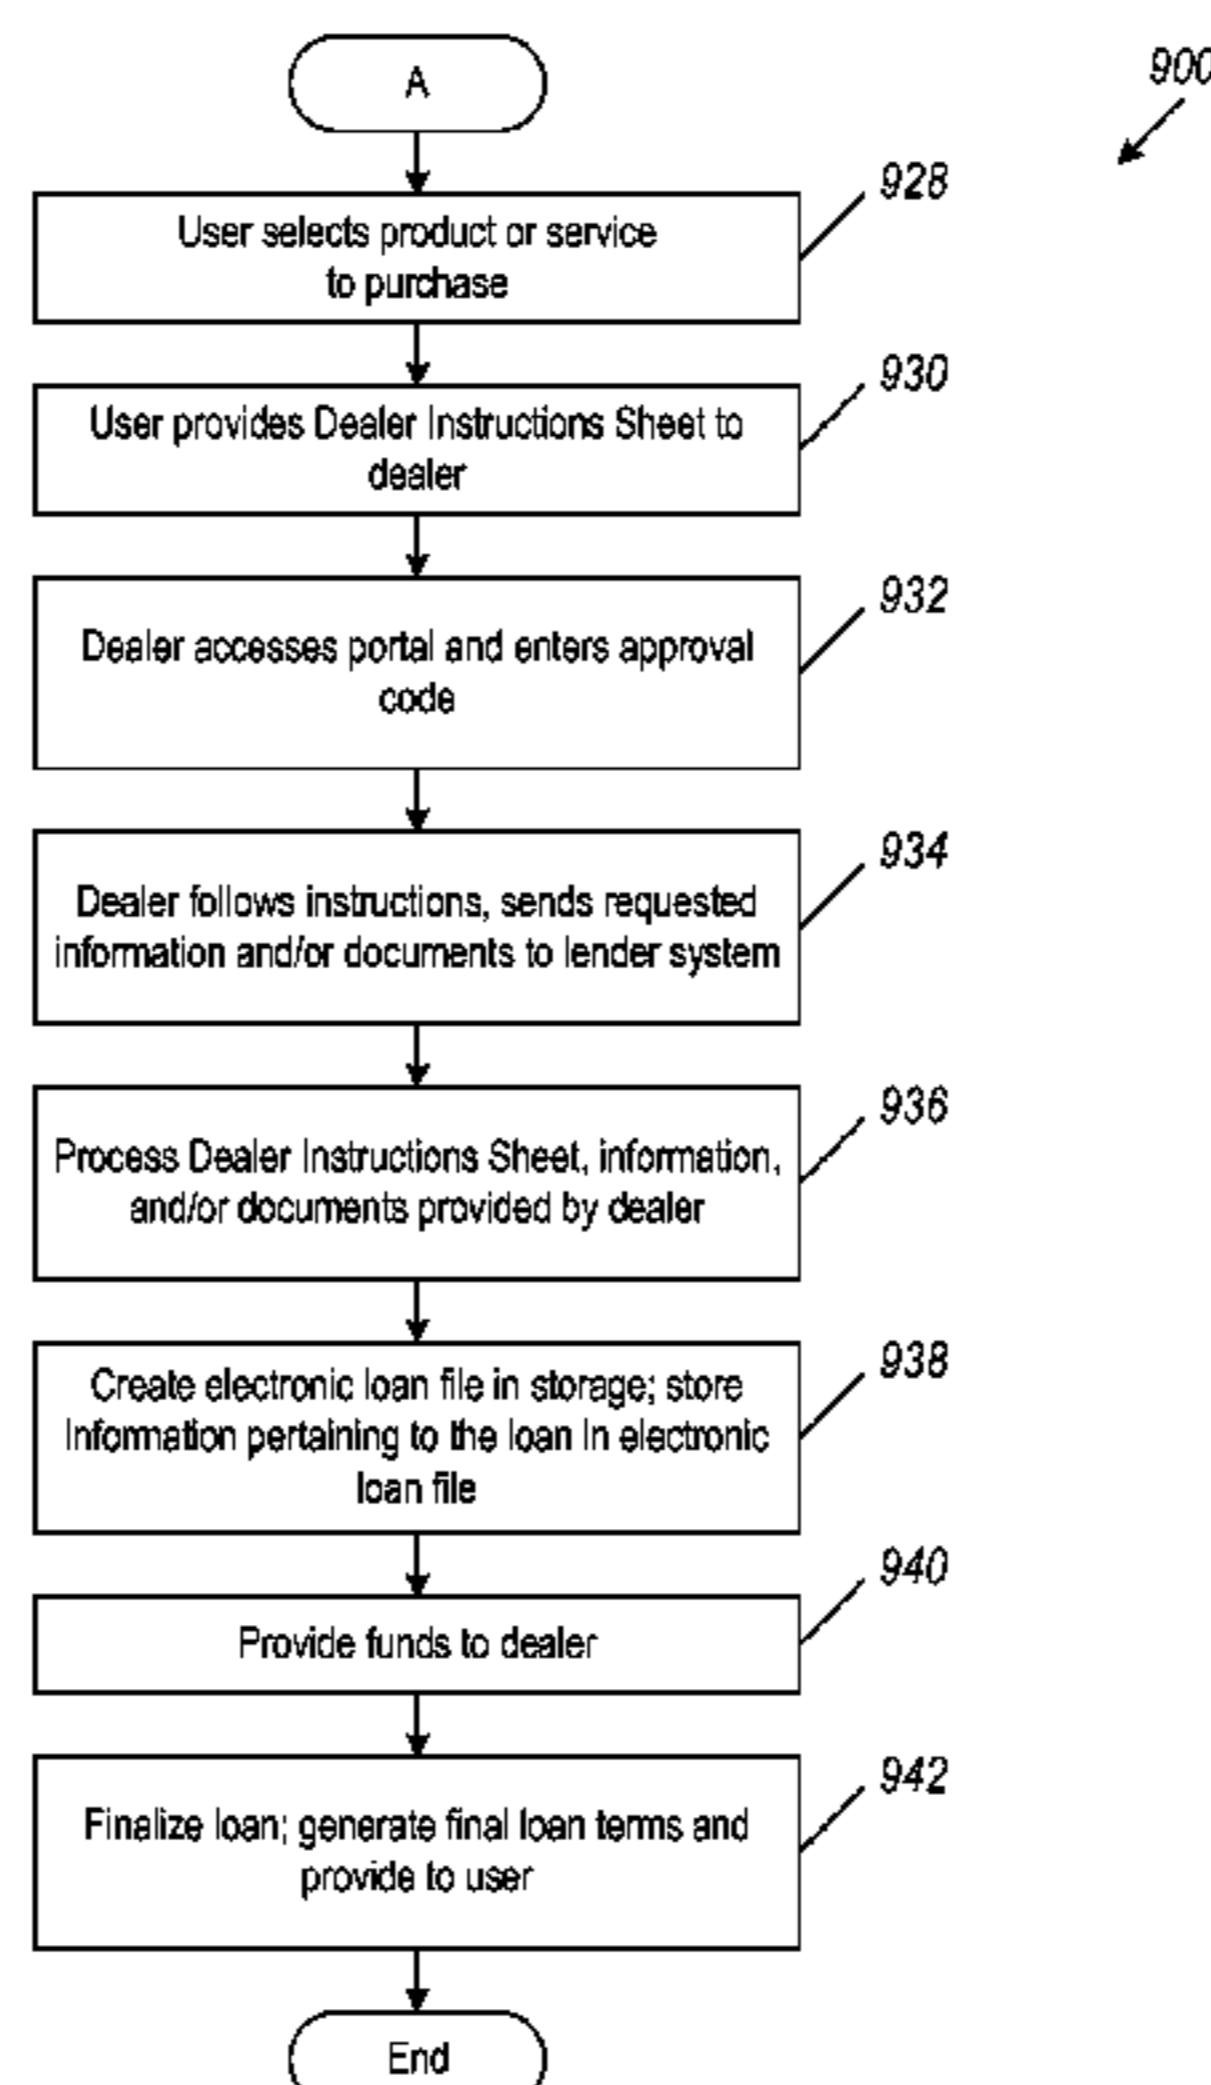 A
900
928
User selects product or service
to purchase
930
User provides Dealer Instructions Sheet to
dealer
932
Dealer accesses portal and enters approval
code
934
Dealer follows instructions, sends requested
information and/or documents to lender system
936
Process Dealer Instructions Sheet, information,
and/or documents provided by dealer
938
Create electronic loan file in storage; store
information pertaining to the loan in electronic
loan file
940
Provide funds to dealer
942
Finalize loan; generate final loan terms and
provide to user
End